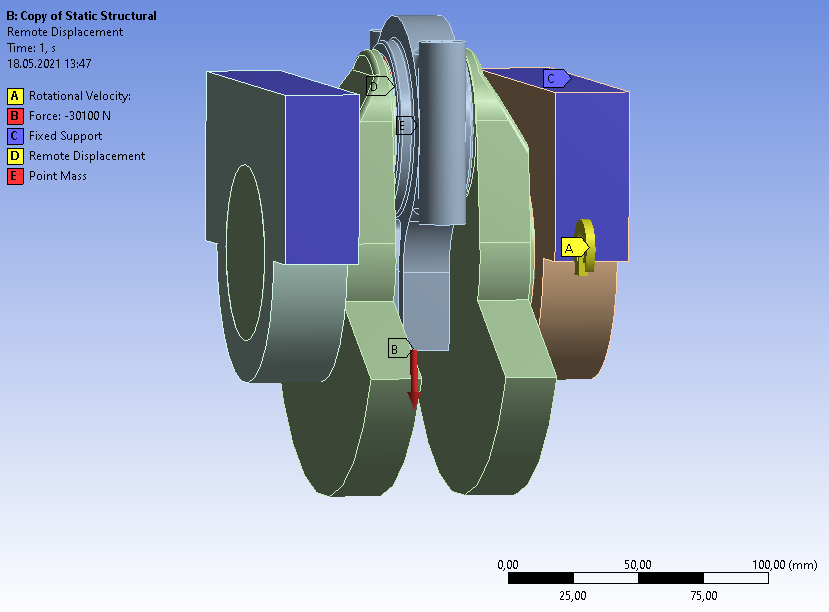 B: Copy of Static Structural
Remote Displacement
Time: 1, s
18.05.2021 13:47
A Rotational Velocity:
B Force: -30100 N
C Fixed Support
D Remote Displacement
E Point Mass
C
D
E
A
B
0,00 50,00 100,00 (mm)
25,00 75,00